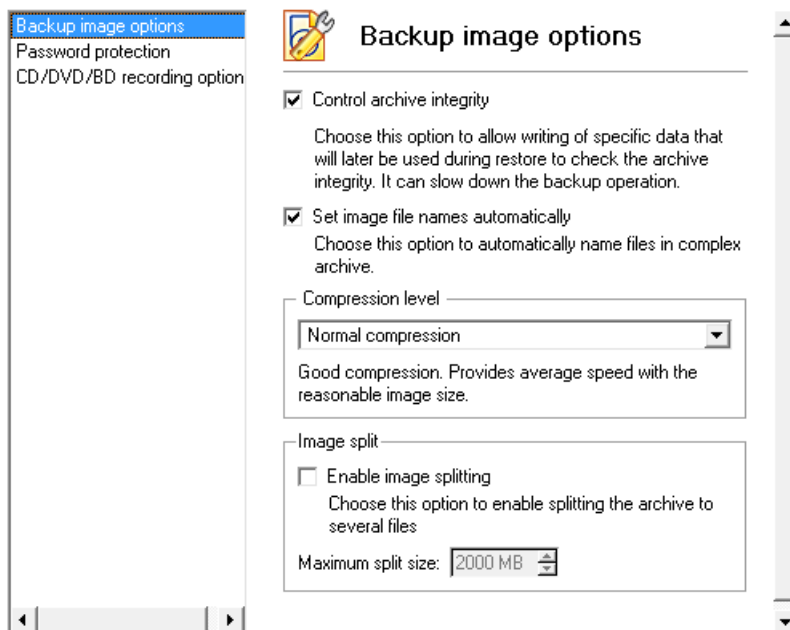 Backup image options
Password protection
CD/DVD/BD recording option
Backup image options
Control archive integrity
Choose this option to allow writing of specific data that
will later be used during restore to check the archive
integrity. It can slow down the backup operation.
Set image file names automatically
Choose this option to automatically name files in complex
archive.
Compression level
Normal compression
Good compression. Provides average speed with the
reasonable image size.
Image split
Enable image splitting
Choose this option to enable splitting the archive to
several files
Maximum split size: 2000 MB